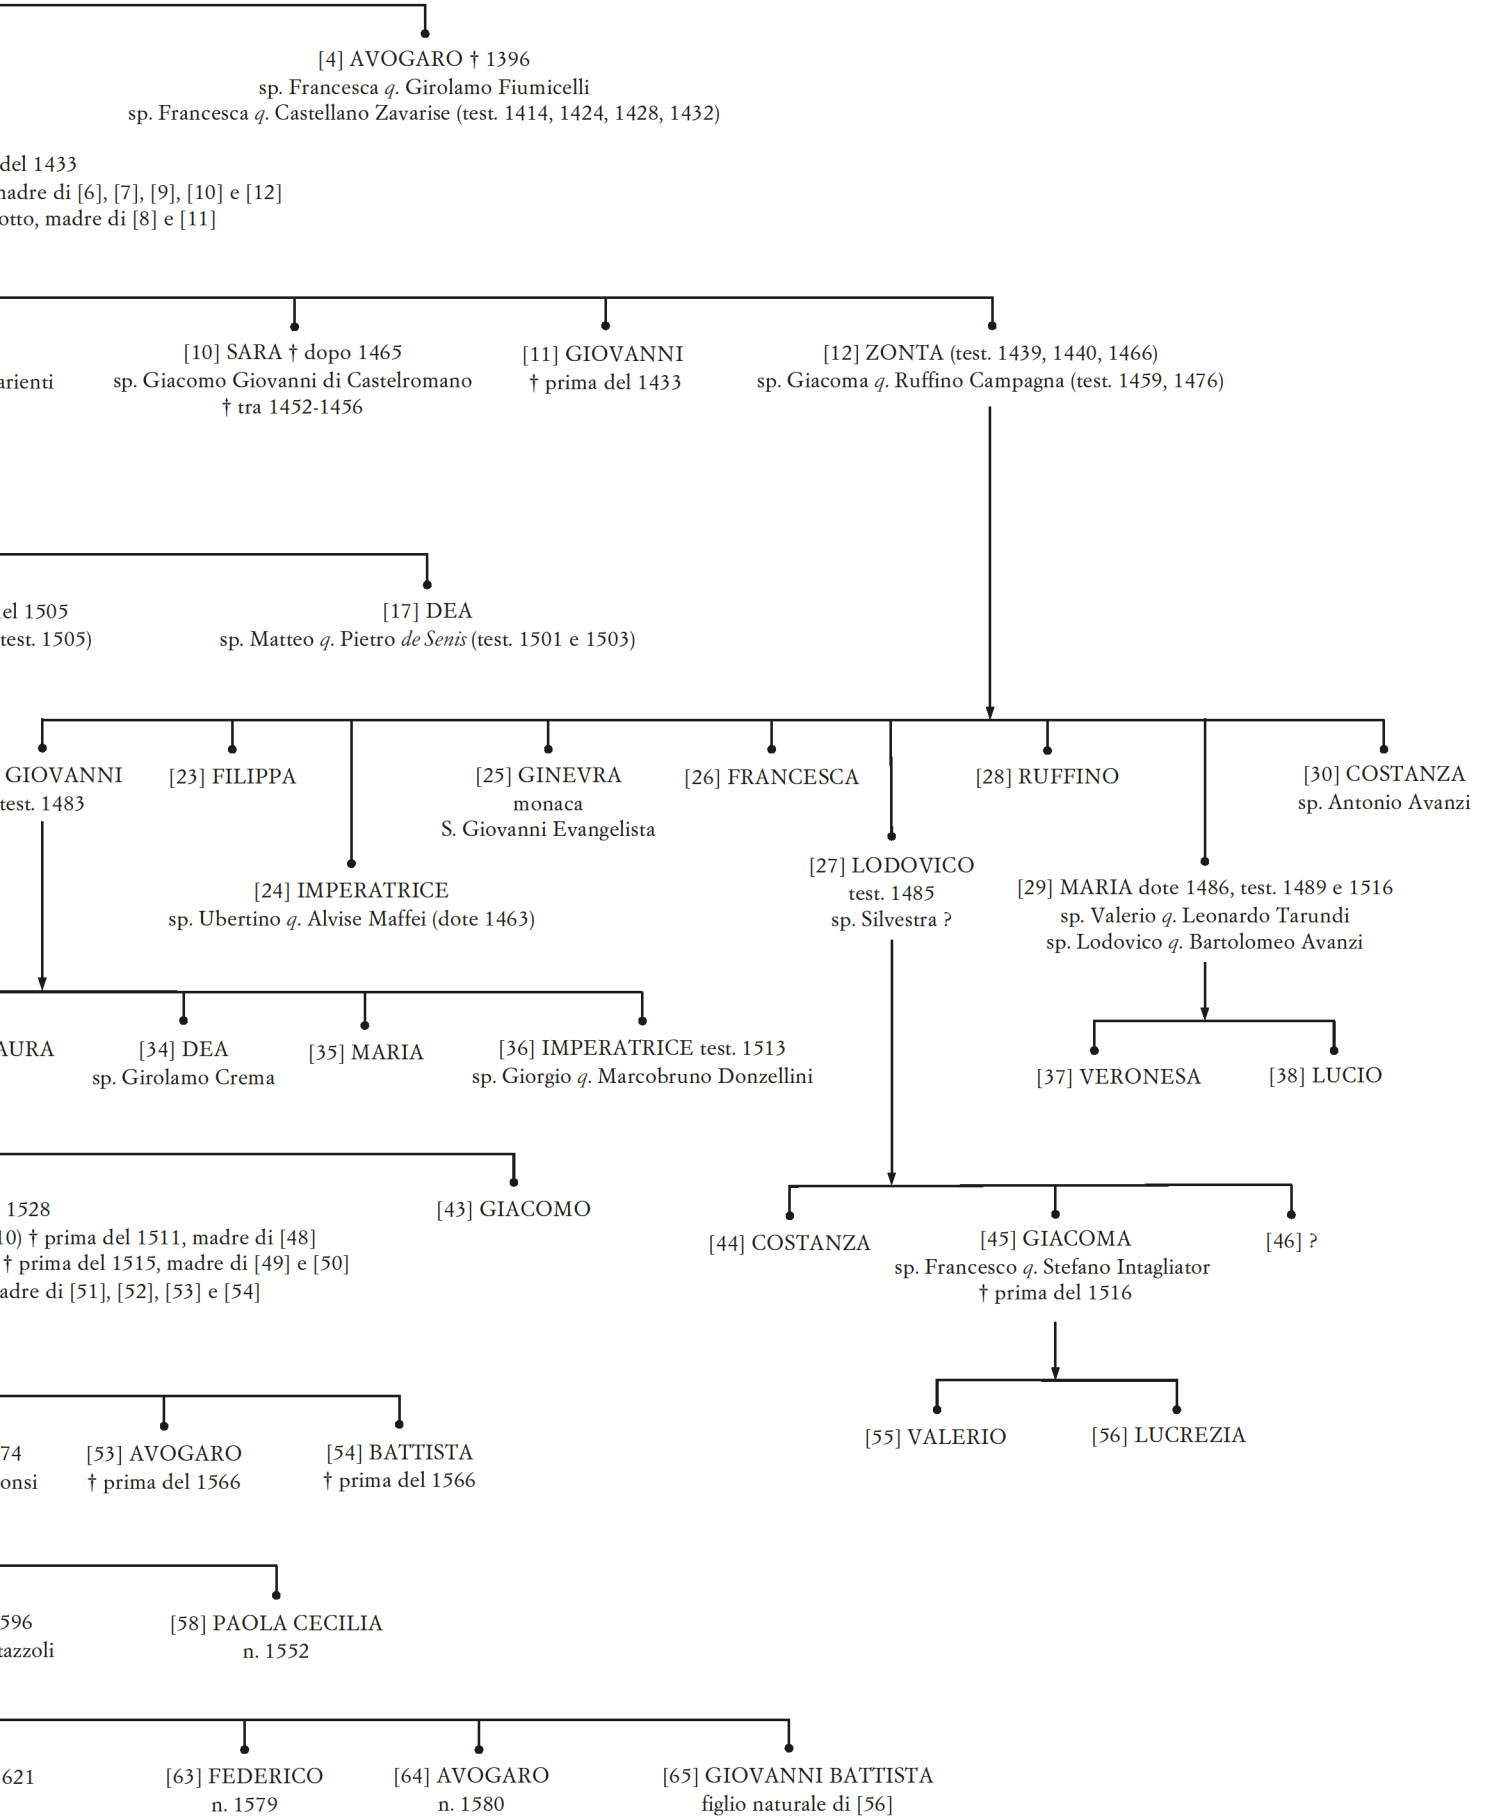 [4] AVOGARO † 1396
sp. Francesca q. Girolamo Fiumicelli
sp. Francesca q. Castellano Zavarise (test. 1414, 1424, 1428, 1432)
del 1433
madre di [6], [7], [9], [10] e [12]
otto, madre di [8] e [11]
[10] SARA † dopo 1465
sp. Giacomo Giovanni di Castelromano
† tra 1452-1456
arienti
[11] GIOVANNI
† prima del 1433
[12] ZONTA (test. 1439, 1440, 1466)
sp. Giacoma q. Ruffino Campagna (test. 1459, 1476)
el 1505
test. 1505)
[17] DEA
sp. Matteo q. Pietro de Senis (test. 1501 e 1503)
GIOVANNI
test. 1483
[23] FILIPPA
[24] IMPERATRICE
sp. Ubertino q. Alvise Maffei (dote 1463)
[25] GINEVRA
monaca
S. Giovanni Evangelista
[26] FRANCESCA
[27] LODOVICO
test. 1485
sp. Silvestra ?
[28] RUFFINO
[29] MARIA dote 1486, test. 1489 e 1516
sp. Valerio q. Leonardo Tarundi
sp. Lodovico q. Bartolomeo Avanzi
[30] COSTANZA
sp. Antonio Avanzi
AURA
[34] DEA
sp. Girolamo Crema
[35] MARIA
[36] IMPERATRICE test. 1513
sp. Giorgio q. Marcobruno Donzellini
[37] VERONESA
[38] LUCIO
1528
10) † prima del 1511, madre di [48]
† prima del 1515, madre di [49] e [50]
adre di [51], [52], [53] e [54]
[43] GIACOMO
[44] COSTANZA
[45] GIACOMA
sp. Francesco q. Stefano Intagliator
† prima del 1516
[46] ?
74
onsi
[53] AVOGARO
† prima del 1566
[54] BATTISTA
† prima del 1566
[55] VALERIO
[56] LUCREZIA
596
tazzoli
[58] PAOLA CECILIA
n. 1552
621
[63] FEDERICO
n. 1579
[64] AVOGARO
n. 1580
[65] GIOVANNI BATTISTA
figlio naturale di [56]